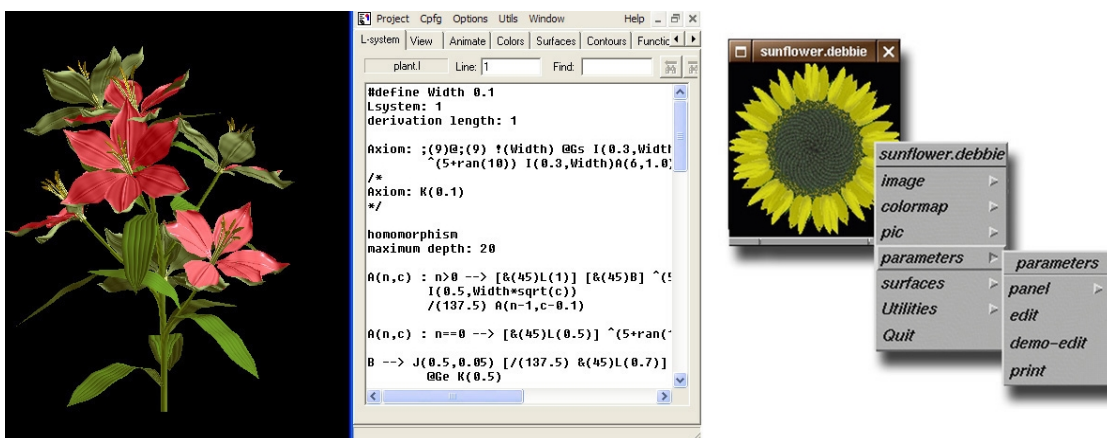 Project Cpfg Options Utils Window Help
L-system View Animate Colors Surfaces Contours Functic
plant.l Line: 1 Find:
#define Width 0.1
Lsystem: 1
derivation length: 1
Axiom: ;(9)@;(9) !(Width) @Gs I(0.3,Width
^(5+ran(10)) I(0.3,Width)A(6,1.0)
/*
Axiom: K(0.1)
*/
homomorphism
maximum depth: 20
A(n,c) : n>0 --> [&(45)L(1)] [&(45)B] ^(5
I(0.5,Width*sqrt(c))
/(137.5) A(n-1,c-0.1)
A(n,c) : n==0 --> [&(45)L(0.5)] ^(5+ran(1
B --> J(0.5,0.05) [/(137.5) &(45)L(0.7)]
@Ge K(0.5)
sunflower.debbie
sunflower.debbie
image
colormap
pic
parameters
surfaces
Utilities
Quit
parameters
panel
edit
demo-edit
print